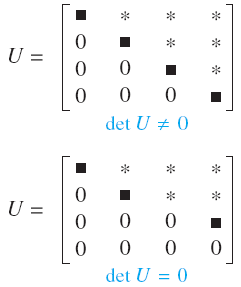 ■ * * *
0 ■ * *
U =
0 0 ■ *
0 0 0 ■
det U ≠ 0
■ * * *
0 ■ * *
U =
0 0 0 ■
0 0 0 0
det U = 0